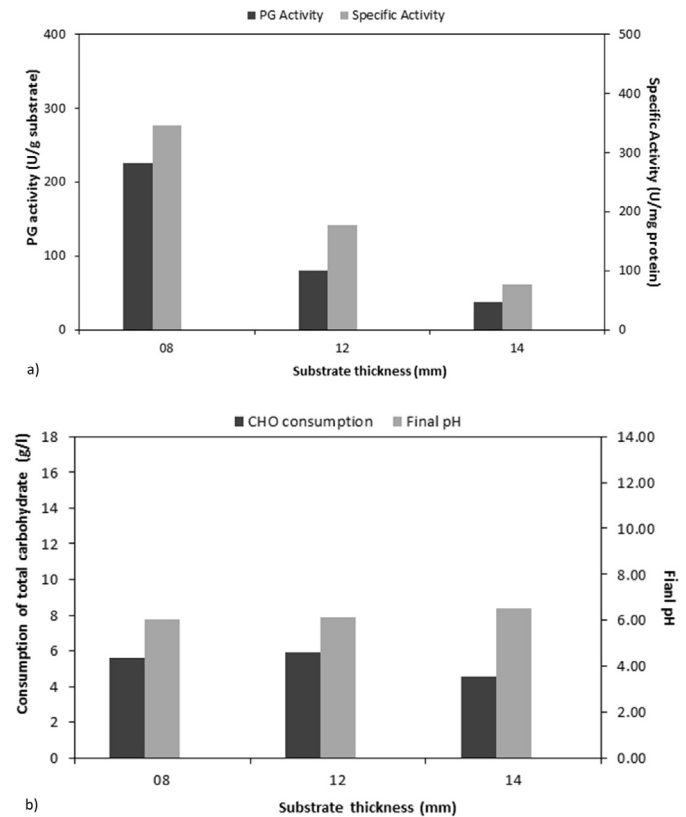 PG Activity Specific Activity
PG activity (U/g substrate)
400
300
200
100
0
Specific Activity (U/mg protein)
500
400
300
200
100
0
08 12 14
Substrate thickness (mm)
a)
CHO consumption Final pH
Consumption of total carbohydrate (g/l)
18
16
14
12
10
8
6
4
2
0
Fianl pH
14.00
12.00
10.00
8.00
6.00
4.00
2.00
0.00
08 12 14
Substrate thickness (mm)
b)